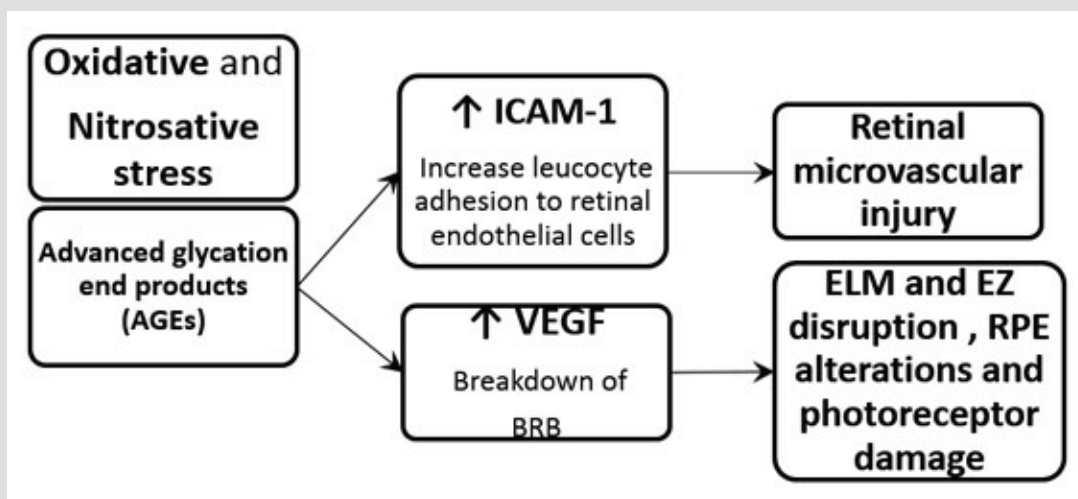 Oxidative and
Nitrosative
stress
Advanced glycation
end products
(AGEs)
↑ ICAM-1
Increase leucocyte
adhesion to retinal
endothelial cells
↑ VEGF
Breakdown of
BRB
Retinal
microvascular
injury
ELM and EZ
disruption , RPE
alterations and
photoreceptor
damage